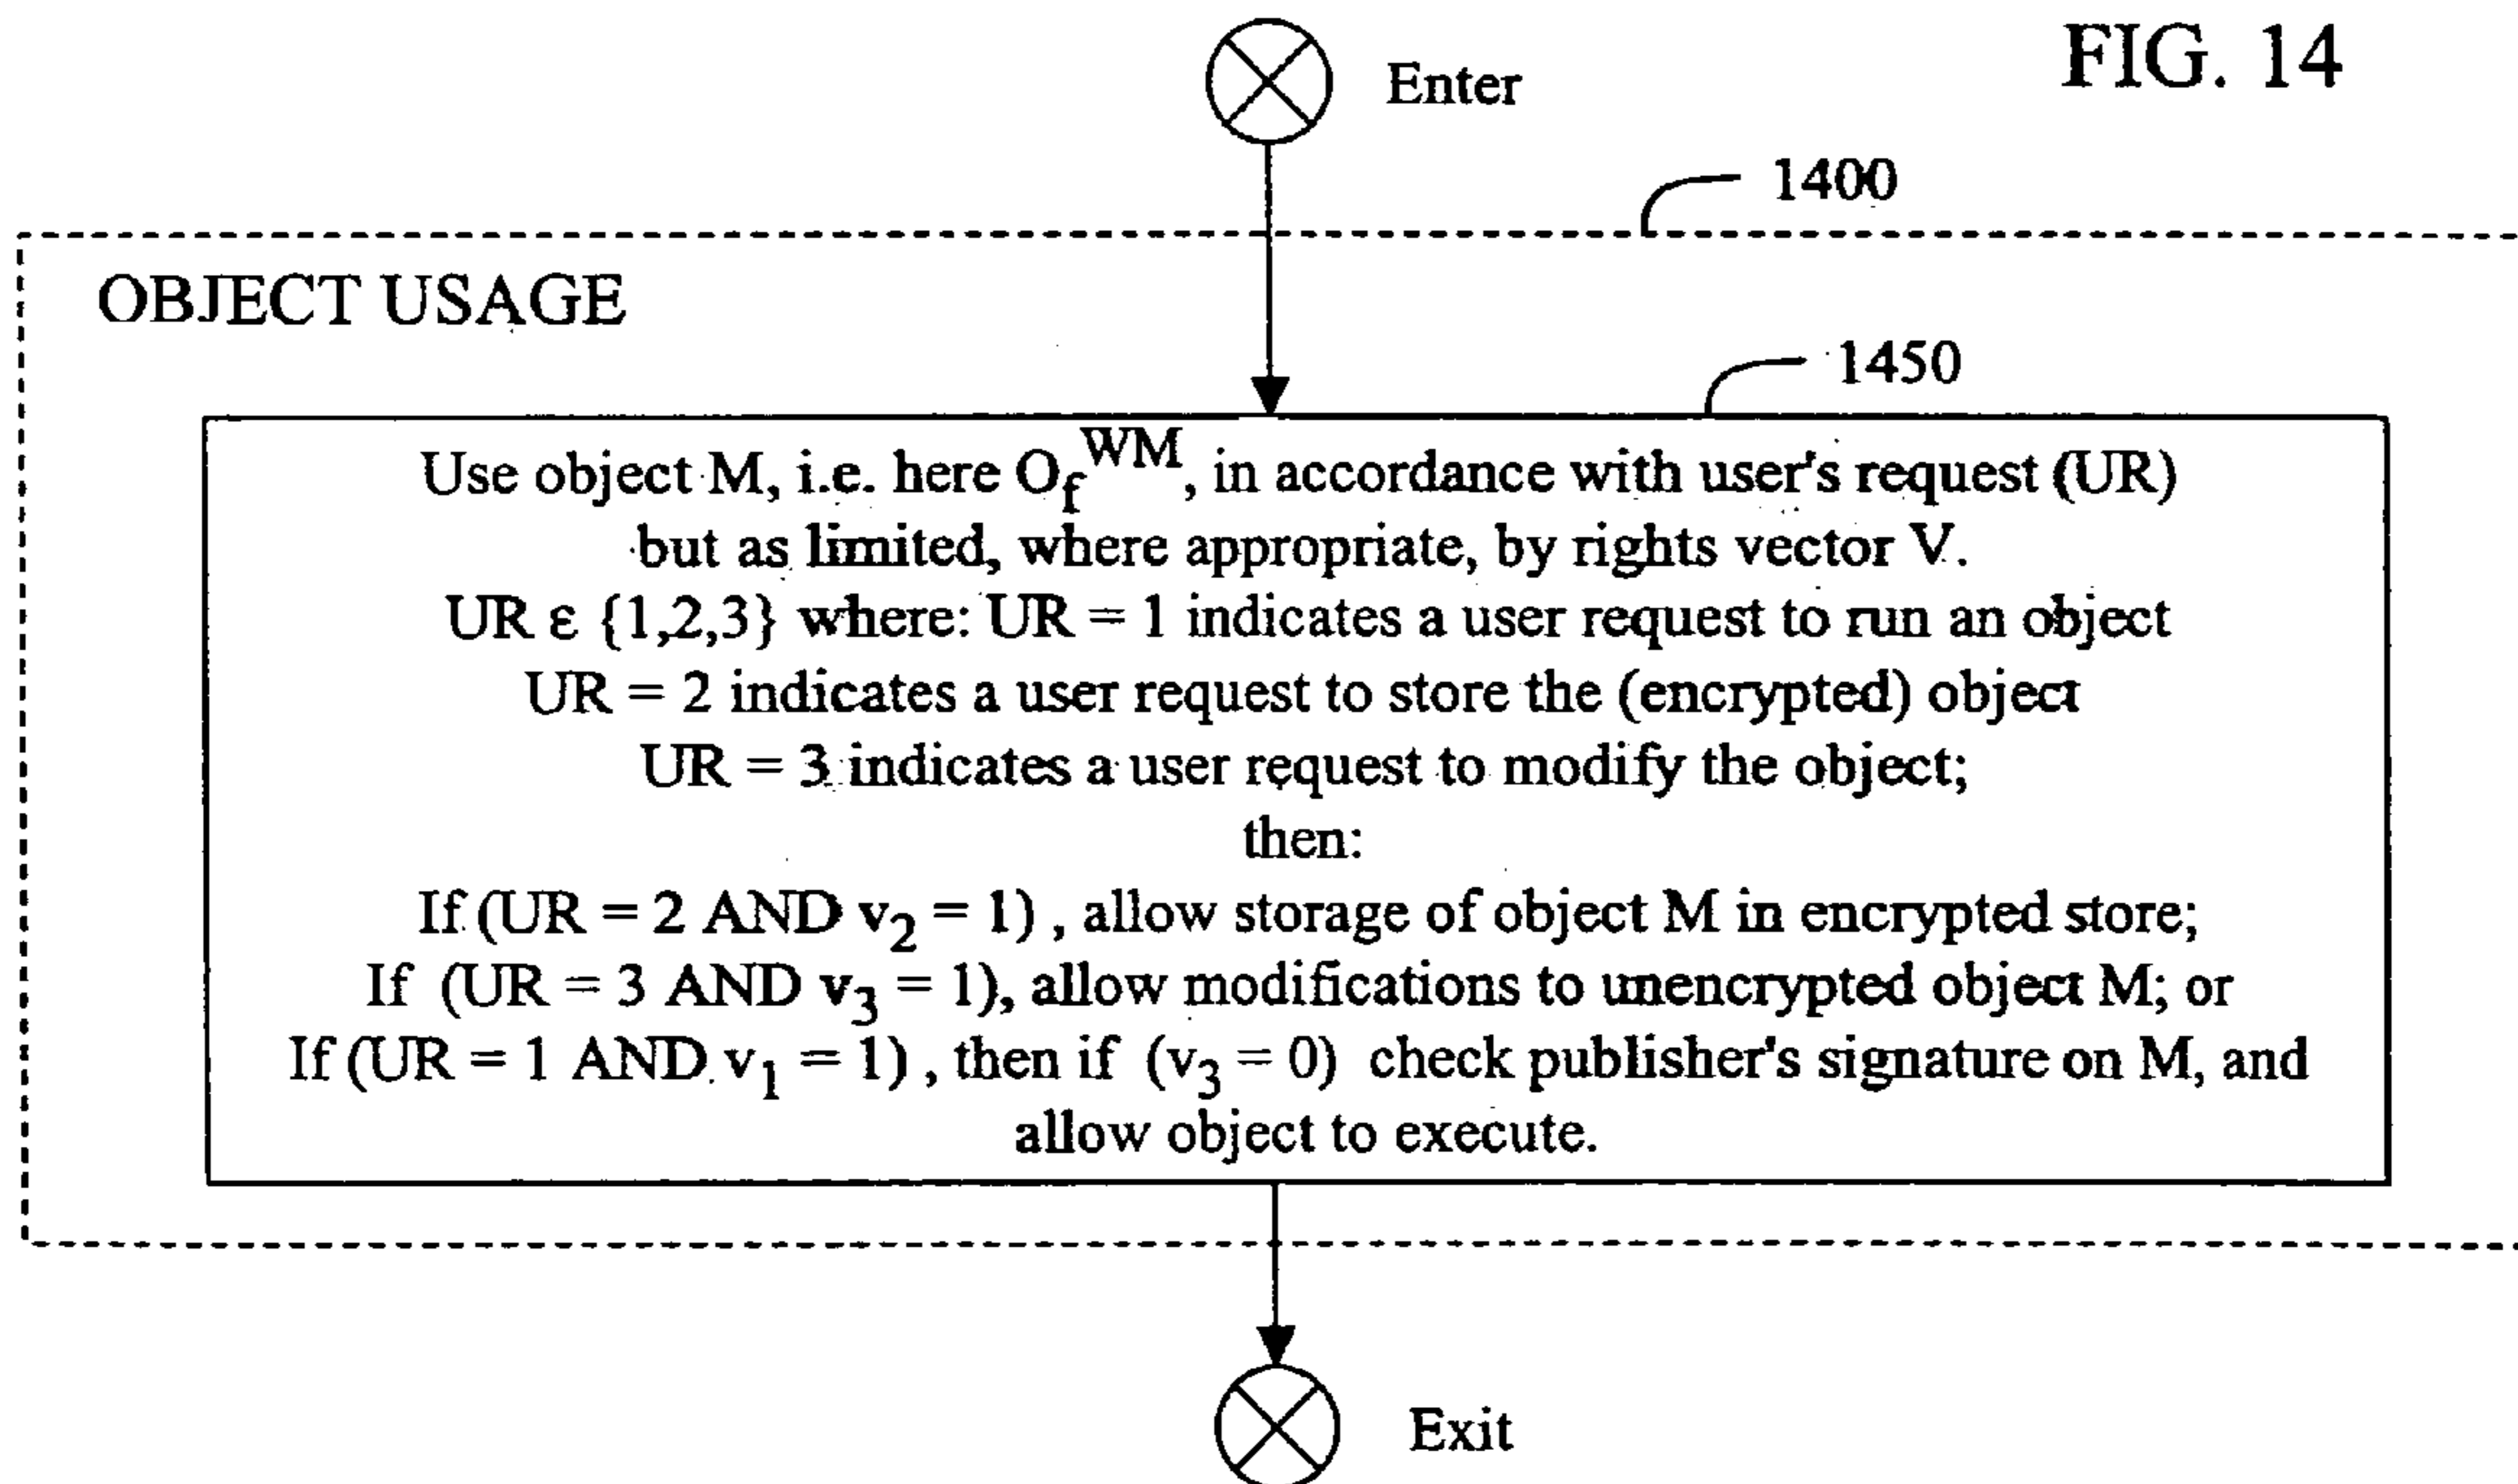 FIG. 14
Enter
1400
OBJECT USAGE
1450
Use object M, i.e. here O_f^WM, in accordance with user's request (UR)
but as limited, where appropriate, by rights vector V.
UR ε {1,2,3} where: UR = 1 indicates a user request to run an object
UR = 2 indicates a user request to store the (encrypted) object
UR = 3 indicates a user request to modify the object;
then:
If (UR = 2 AND v₂ = 1) , allow storage of object M in encrypted store;
If (UR = 3 AND v₃ = 1), allow modifications to unencrypted object M; or
If (UR = 1 AND v₁ = 1) , then if (v₃ = 0) check publisher's signature on M, and
allow object to execute.
Exit